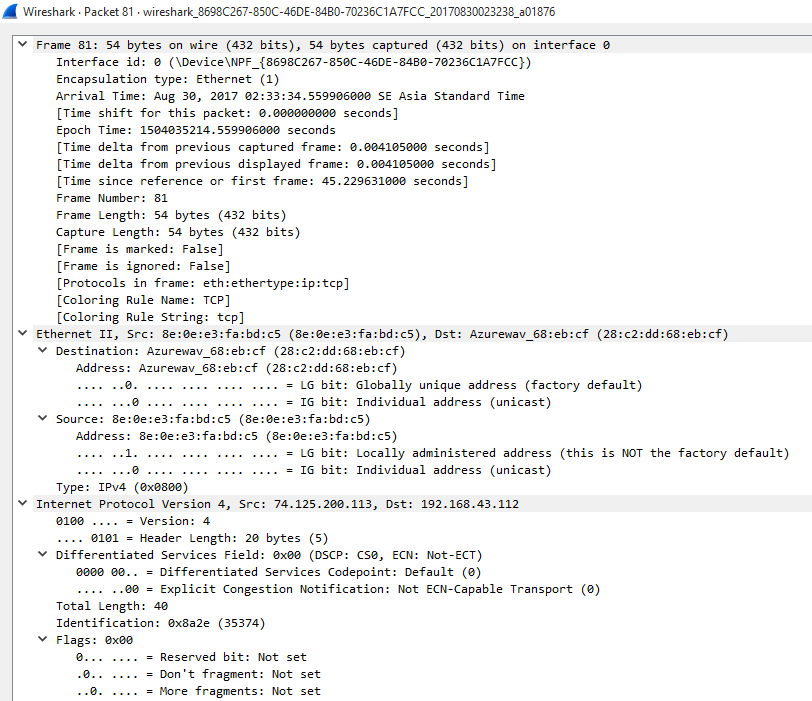 Wireshark · Packet 81 · wireshark_8698C267-850C-46DE-84B0-70236C1A7FCC_20170830023238_a01876
Frame 81: 54 bytes on wire (432 bits), 54 bytes captured (432 bits) on interface 0
Interface id: 0 (\Device\NPF_{8698C267-850C-46DE-84B0-70236C1A7FCC})
Encapsulation type: Ethernet (1)
Arrival Time: Aug 30, 2017 02:33:34.559906000 SE Asia Standard Time
[Time shift for this packet: 0.000000000 seconds]
Epoch Time: 1504035214.559906000 seconds
[Time delta from previous captured frame: 0.004105000 seconds]
[Time delta from previous displayed frame: 0.004105000 seconds]
[Time since reference or first frame: 45.229631000 seconds]
Frame Number: 81
Frame Length: 54 bytes (432 bits)
Capture Length: 54 bytes (432 bits)
[Frame is marked: False]
[Frame is ignored: False]
[Protocols in frame: eth:ethertype:ip:tcp]
[Coloring Rule Name: TCP]
[Coloring Rule String: tcp]
Ethernet II, Src: 8e:0e:e3:fa:bd:c5 (8e:0e:e3:fa:bd:c5), Dst: Azurewav_68:eb:cf (28:c2:dd:68:eb:cf)
Destination: Azurewav_68:eb:cf (28:c2:dd:68:eb:cf)
Address: Azurewav_68:eb:cf (28:c2:dd:68:eb:cf)
.... ..0. .... .... .... .... = LG bit: Globally unique address (factory default)
.... ...0 .... .... .... .... = IG bit: Individual address (unicast)
Source: 8e:0e:e3:fa:bd:c5 (8e:0e:e3:fa:bd:c5)
Address: 8e:0e:e3:fa:bd:c5 (8e:0e:e3:fa:bd:c5)
.... ..1. .... .... .... .... = LG bit: Locally administered address (this is NOT the factory default)
.... ...0 .... .... .... .... = IG bit: Individual address (unicast)
Type: IPv4 (0x0800)
Internet Protocol Version 4, Src: 74.125.200.113, Dst: 192.168.43.112
0100 .... = Version: 4
.... 0101 = Header Length: 20 bytes (5)
Differentiated Services Field: 0x00 (DSCP: CS0, ECN: Not-ECT)
0000 00.. = Differentiated Services Codepoint: Default (0)
.... ..00 = Explicit Congestion Notification: Not ECN-Capable Transport (0)
Total Length: 40
Identification: 0x8a2e (35374)
Flags: 0x00
0... .... = Reserved bit: Not set
.0.. .... = Don't fragment: Not set
..0. .... = More fragments: Not set